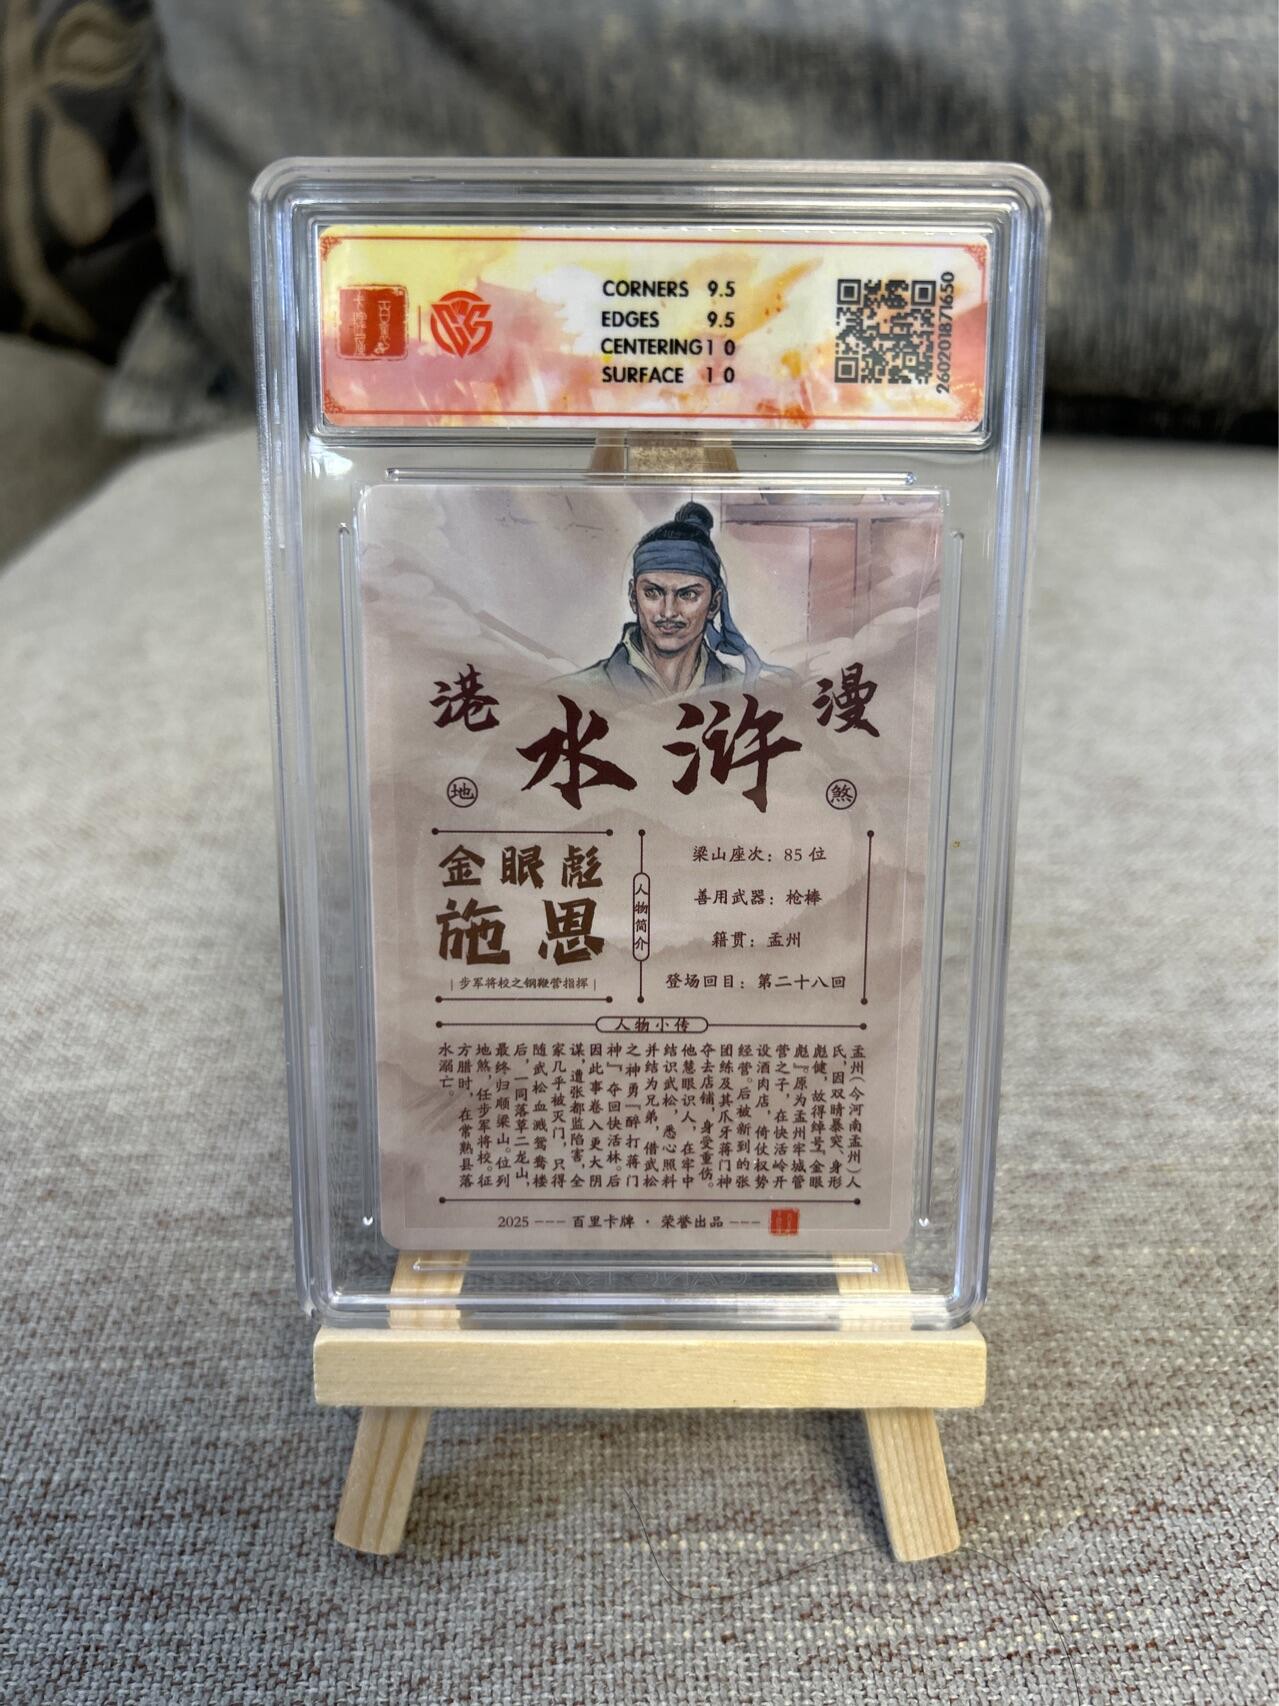 CORNERS 9.5
EDGES 9.5
CENTERING 10
SURFACE 10
260201871650
港
水浒
漫
地
煞
金眼彪
施恩
|步军将校之钢鞭营指挥|
人物简介
梁山座次：85 位
善用武器：枪棒
籍贯：孟州
登场回目：第二十八回
人物小传
孟州（今河南孟州）人
氏，因双睛暴突、身形
彪健，故得绰号“金眼
彪”。原为孟州牢城管
营之子，在快活岭开
设酒肉店，倚仗权势
经营。后被新到的张
团练及其爪牙蒋门神
夺去店铺，身受重伤。
他慧眼识人，在牢中
结识武松，悉心照料
并结为兄弟，借武松
之神勇“醉打蒋门
神”，夺回快活林。后
因此事卷入更大阴
谋，遭张都监陷害，全
家几乎被灭门，只得
随武松血溅鸳鸯楼
后，一同落草二龙山，
最终归顺梁山。位列
地煞，任步军将校。征
方腊时，在常熟县落
水溺亡。
2025 --- 百里卡牌 · 荣誉出品 ---